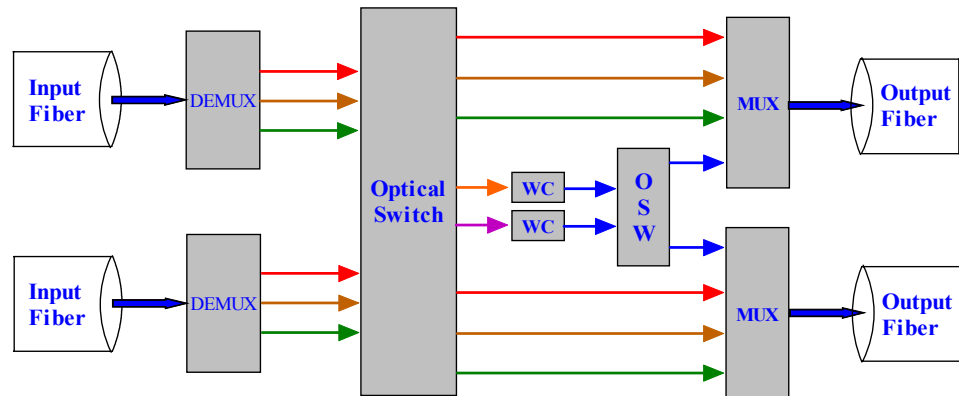 Input
Fiber
DEMUX
Optical
Switch
WC
WC
O
S
W
MUX
Output
Fiber
Input
Fiber
DEMUX
MUX
Output
Fiber